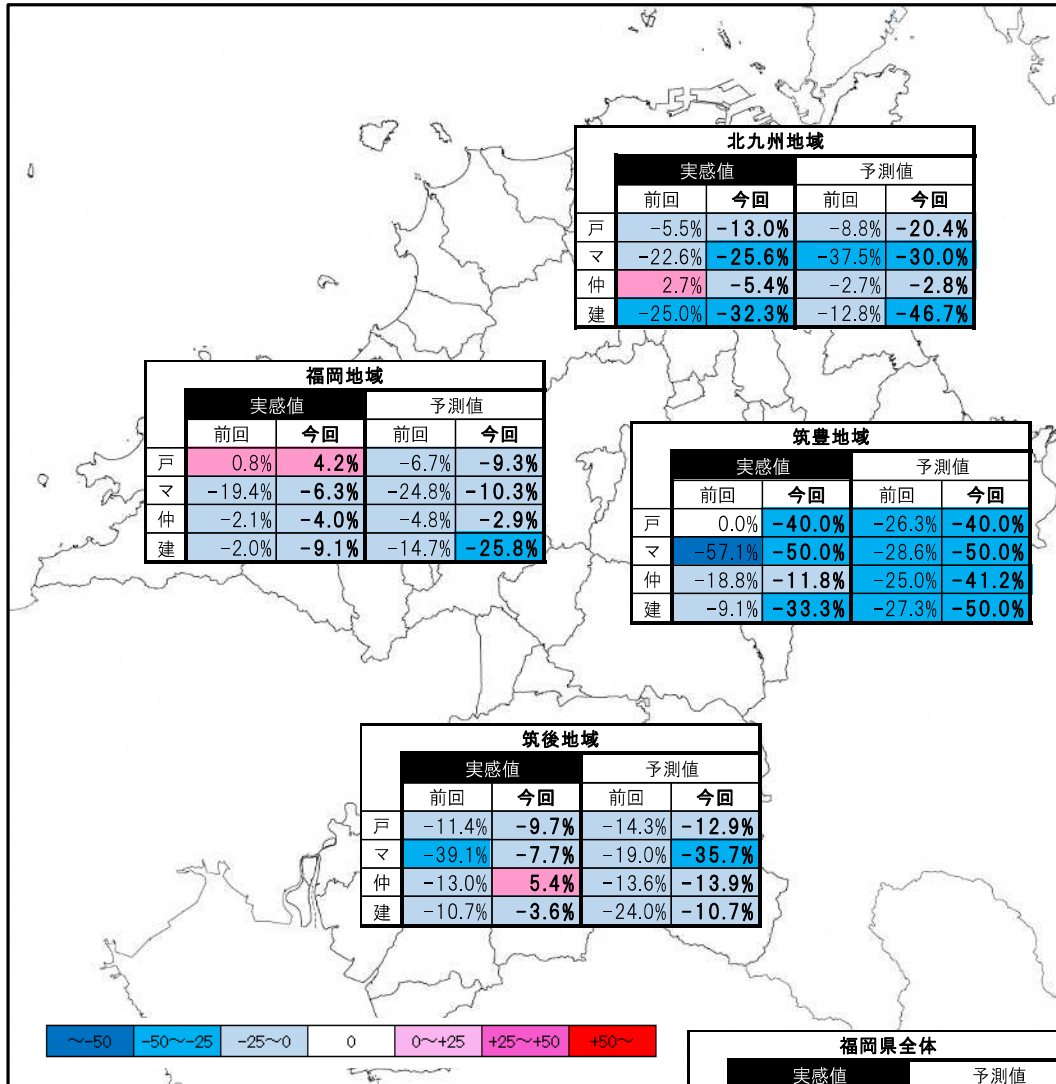 北九州地域
実感値 予測値
前回 今回 前回 今回
戸 -5.5% -13.0% -8.8% -20.4%
マ -22.6% -25.6% -37.5% -30.0%
仲 2.7% -5.4% -2.7% -2.8%
建 -25.0% -32.3% -12.8% -46.7%
福岡地域
実感値 予測値
前回 今回 前回 今回
戸 0.8% 4.2% -6.7% -9.3%
マ -19.4% -6.3% -24.8% -10.3%
仲 -2.1% -4.0% -4.8% -2.9%
建 -2.0% -9.1% -14.7% -25.8%
筑豊地域
実感値 予測値
前回 今回 前回 今回
戸 0.0% -40.0% -26.3% -40.0%
マ -57.1% -50.0% -28.6% -50.0%
仲 -18.8% -11.8% -25.0% -41.2%
建 -9.1% -33.3% -27.3% -50.0%
筑後地域
実感値 予測値
前回 今回 前回 今回
戸 -11.4% -9.7% -14.3% -12.9%
マ -39.1% -7.7% -19.0% -35.7%
仲 -13.0% 5.4% -13.6% -13.9%
建 -10.7% -3.6% -24.0% -10.7%
～-50 -50～-25 -25～0 0 0～+25 +25～+50 +50～
福岡県全体
実感値 予測値